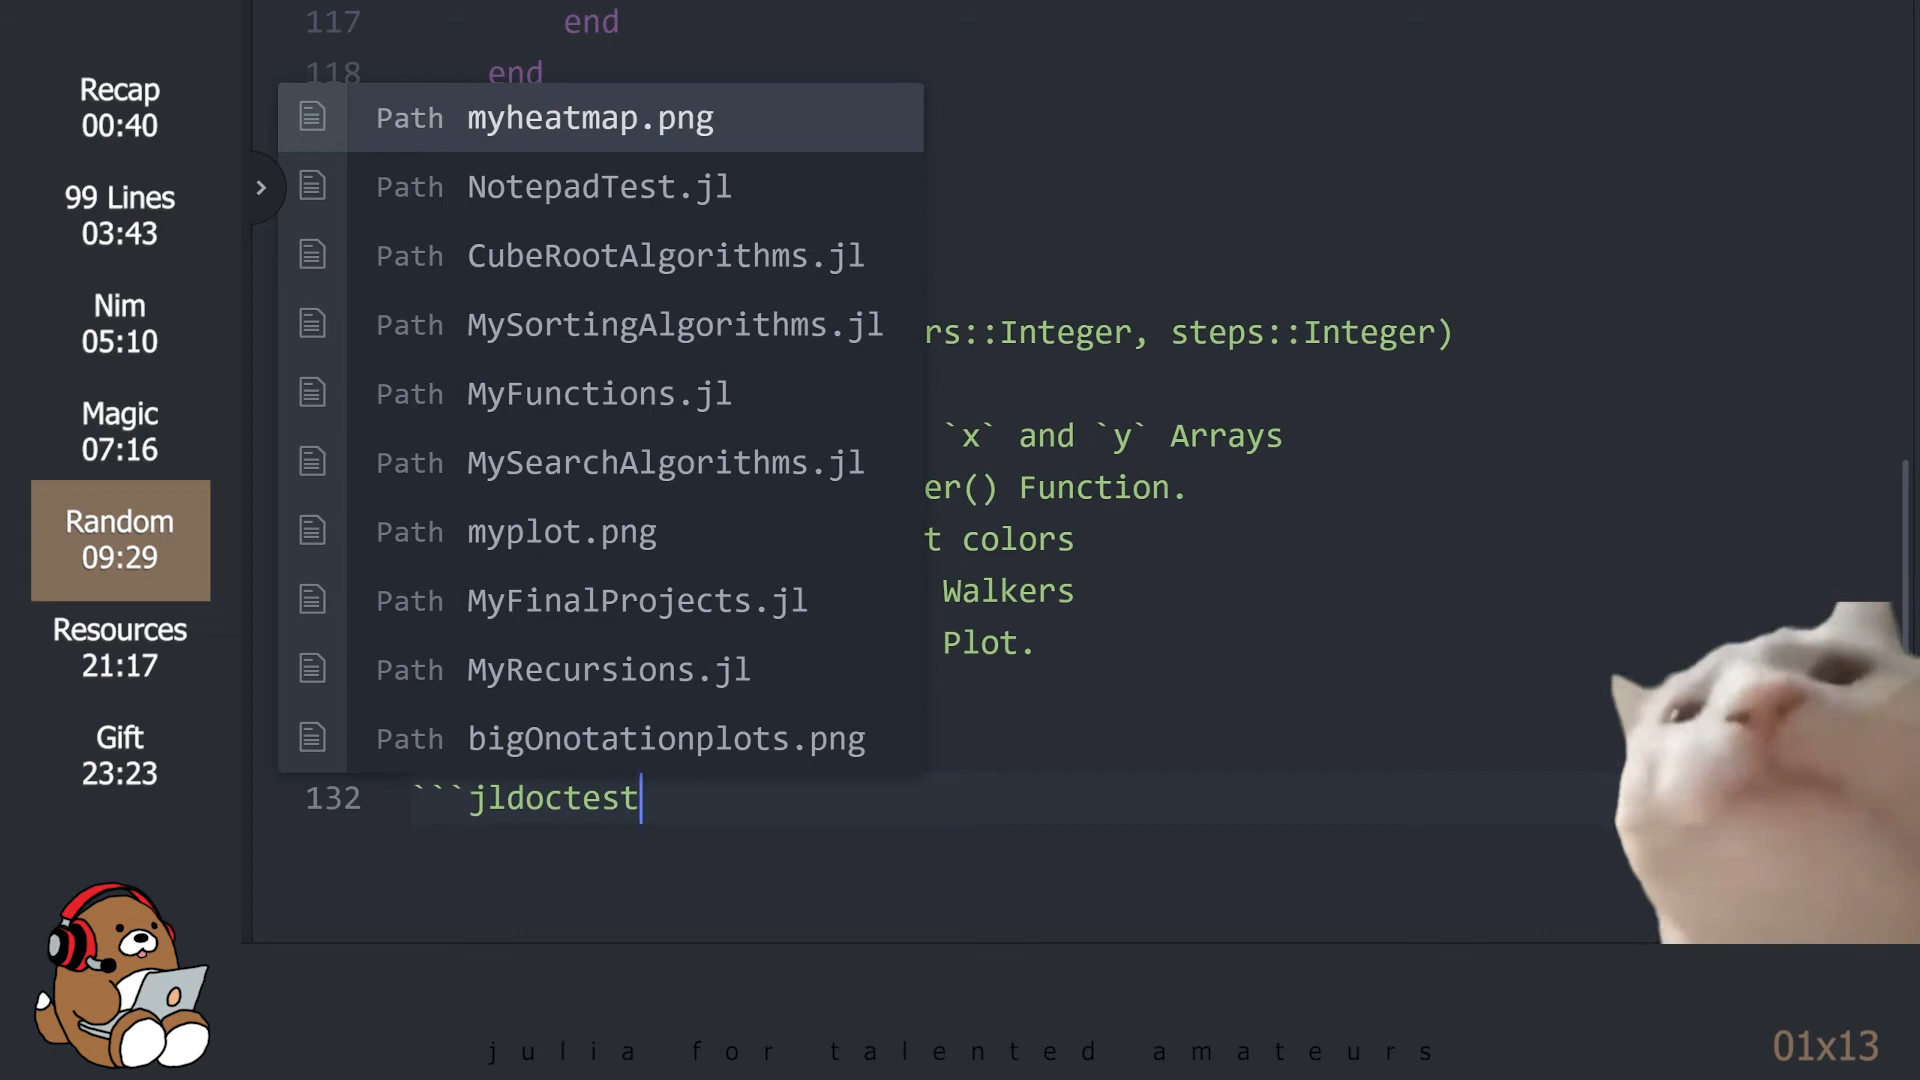 Recap
00:40
99 Lines
03:43
Nim
05:10
Magic
07:16
Random
09:29
Resources
21:17
Gift
23:23
117 end
118 end
Path myheatmap.png
Path NotepadTest.jl
Path CubeRootAlgorithms.jl
Path MySortingAlgorithms.jl
rs::Integer, steps::Integer)
Path MyFunctions.jl
`x` and `y` Arrays
Path MySearchAlgorithms.jl
er() Function.
Path myplot.png
t colors
Path MyFinalProjects.jl
Walkers
Path MyRecursions.jl
Plot.
Path bigOnotationplots.png
132 ```jldoctest
julia for talented amateurs
01x13